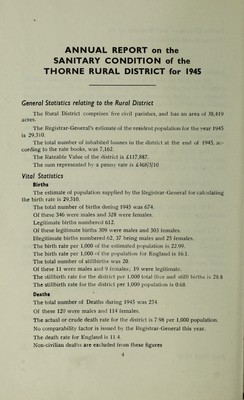 ANNUAL REPORT on the
SANITARY CONDITION of the
THORNE RURAL DISTRICT for 1945
General Statistics relating to the Rural District
The Rural District comprises five civil parishes, and has an area of 38,419
acres.
The Registrar-General's estimate of the resident population for the year 1945
is 29,310.
The total number of inhabited houses in the district at the end of 1945, ac-
cording to the rate books, was 7,162.
The Rateable Value of the district is £117,887.
The sum represented by a penny rate is £468/3/10
Vital Statistics
Births
The estimate of population supplied by the Registrar-General for calculating
the birth rate is 29,310.
The total number of births during 1945 was 674.
Of these 346 were males and 328 were females.
Legitimate births numbered 612.
Of these legitimate births 309 were males and 303 females.
Illegitimate births numbered 62, 37 being males and 25 females.
The birth rate per 1,000 of the estimated population is 22.99.
The birth rate per 1,000 of the population for England is 16.1.
The total number of stillbirths was 20.
Of these 11 were males and 9 females; 19 were legitimate.
The stillbirth rate for the district per 1,000 total (live and still) births is 28.8
The stillbirth rate for the district per 1,000 population is 0.68
Deaths
The total number of Deaths during 1945 was 234.
Of these 120 were males and 114 females.
The actual or crude death rate for the district is 7.98 per 1,000 population.
No comparability factor is issued by the Registrar-General this year.
The death rate for England is 11.4.
Non-civilian deaths are excluded from these figures
4